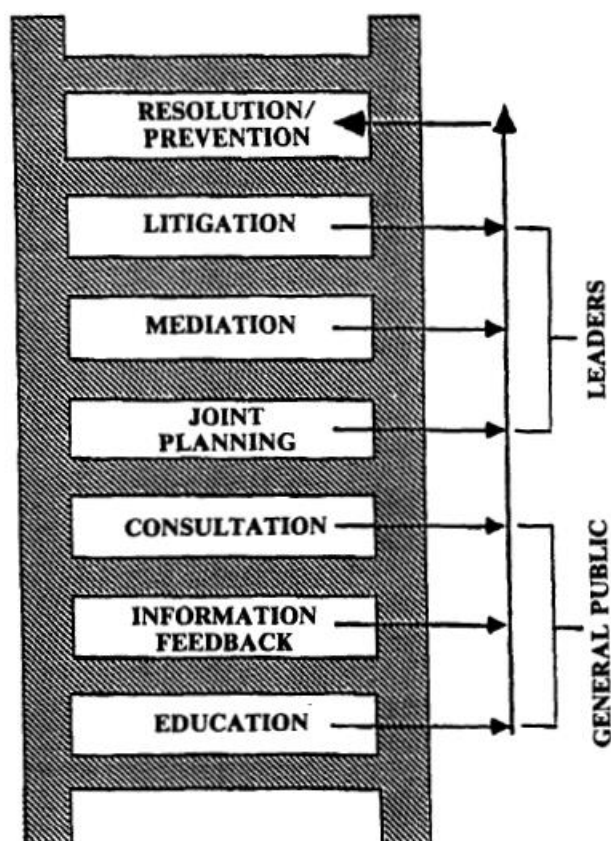 RESOLUTION/
PREVENTION
LITIGATION
MEDIATION
JOINT
PLANNING
CONSULTATION
INFORMATION
FEEDBACK
EDUCATION
LEADERS
GENERAL PUBLIC